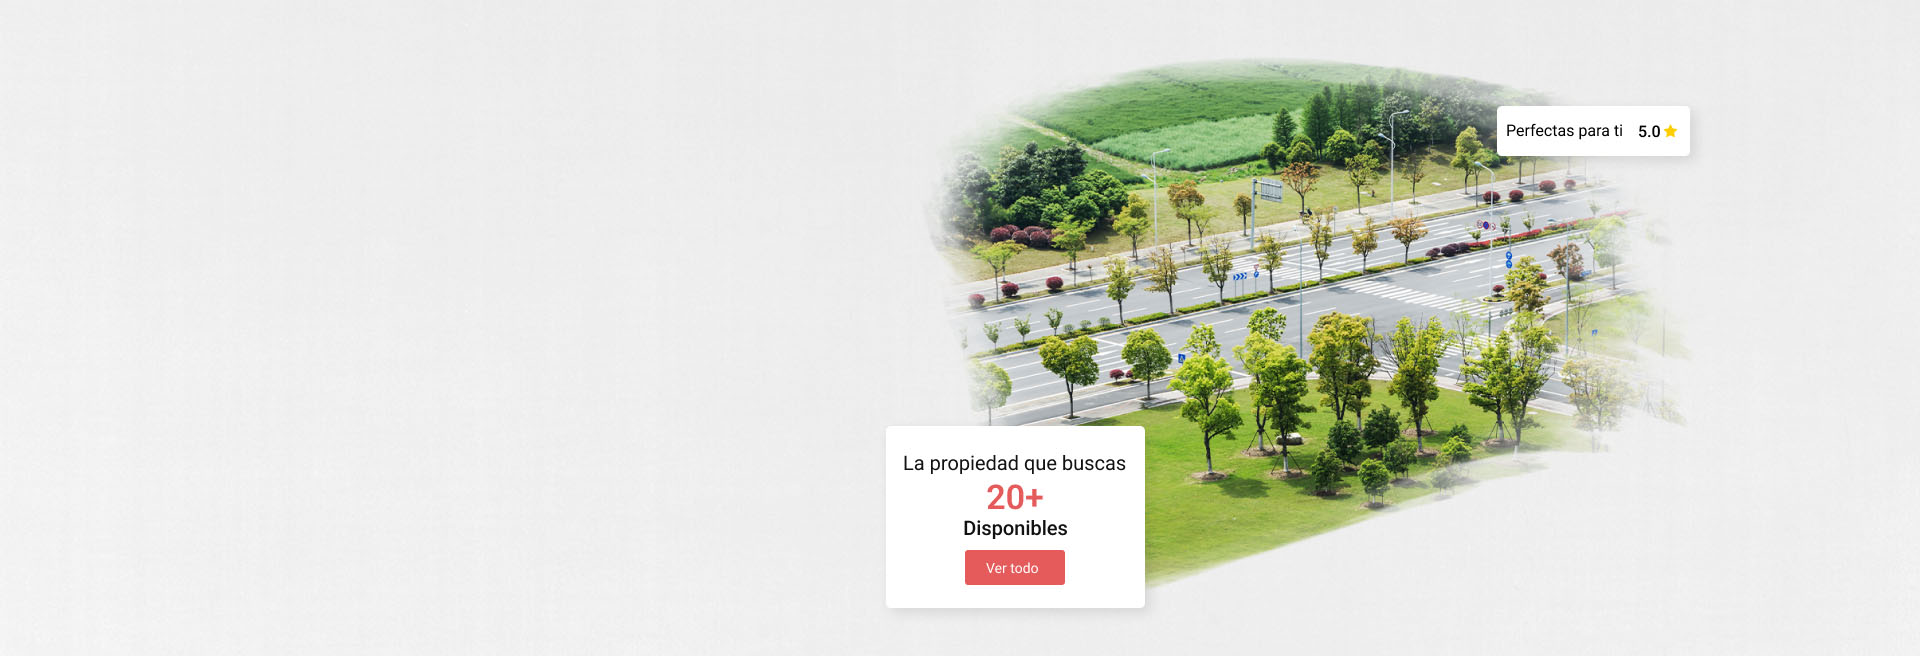 Perfectas para ti 5.0
La propiedad que buscas
20+
Disponibles
Ver todo